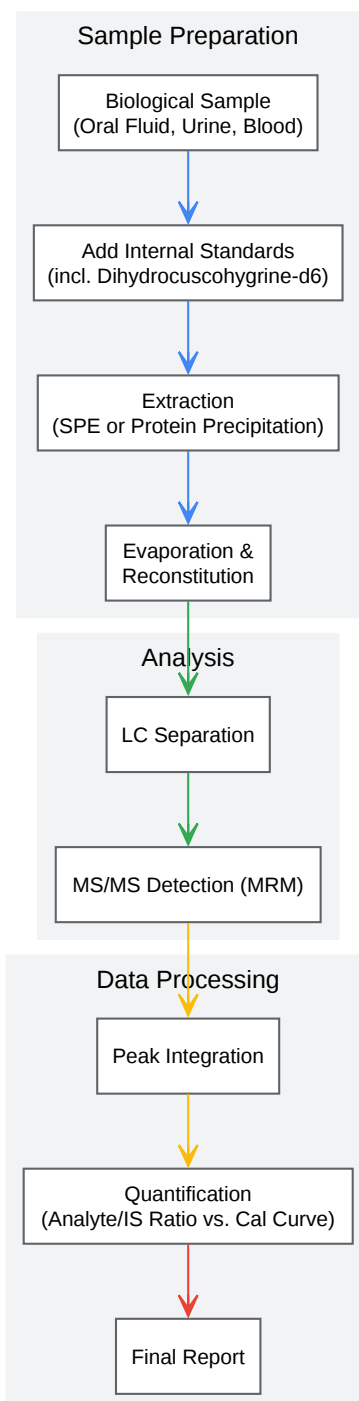 Sample Preparation
Biological Sample
(Oral Fluid, Urine, Blood)
Add Internal Standards
(incl. Dihydrocuscohygrine-d6)
Extraction
(SPE or Protein Precipitation)
Evaporation &
Reconstitution
Analysis
LC Separation
MS/MS Detection (MRM)
Data Processing
Peak Integration
Quantification
(Analyte/IS Ratio vs. Cal Curve)
Final Report